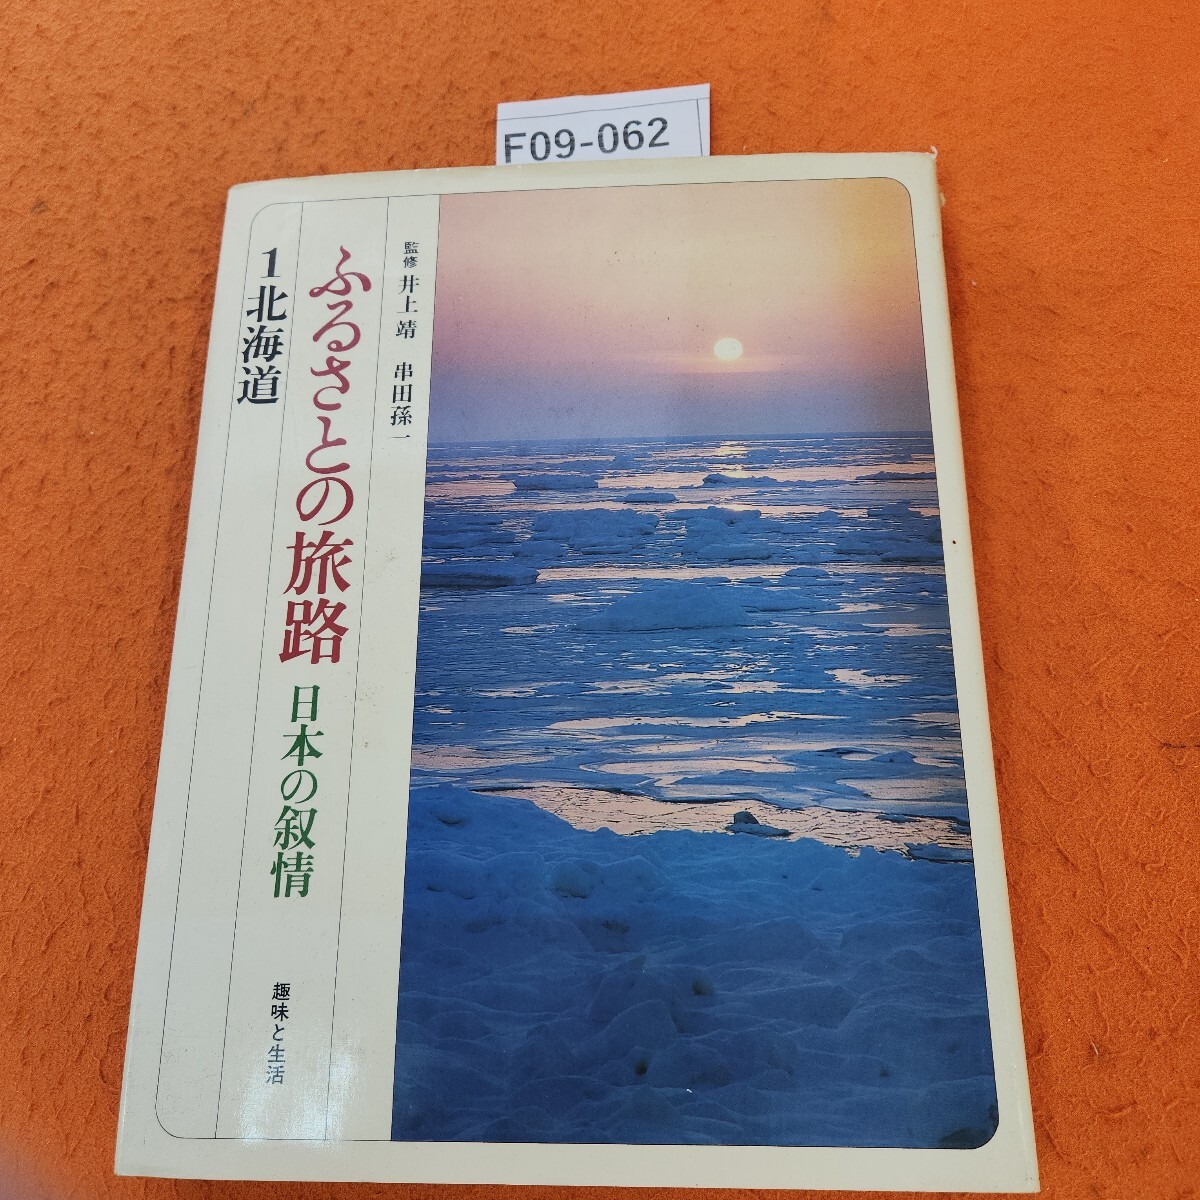 F09-062
監修 井上 靖 串田孫一
ふるさとの旅路 日本の叙情
1 北海道
趣味と生活